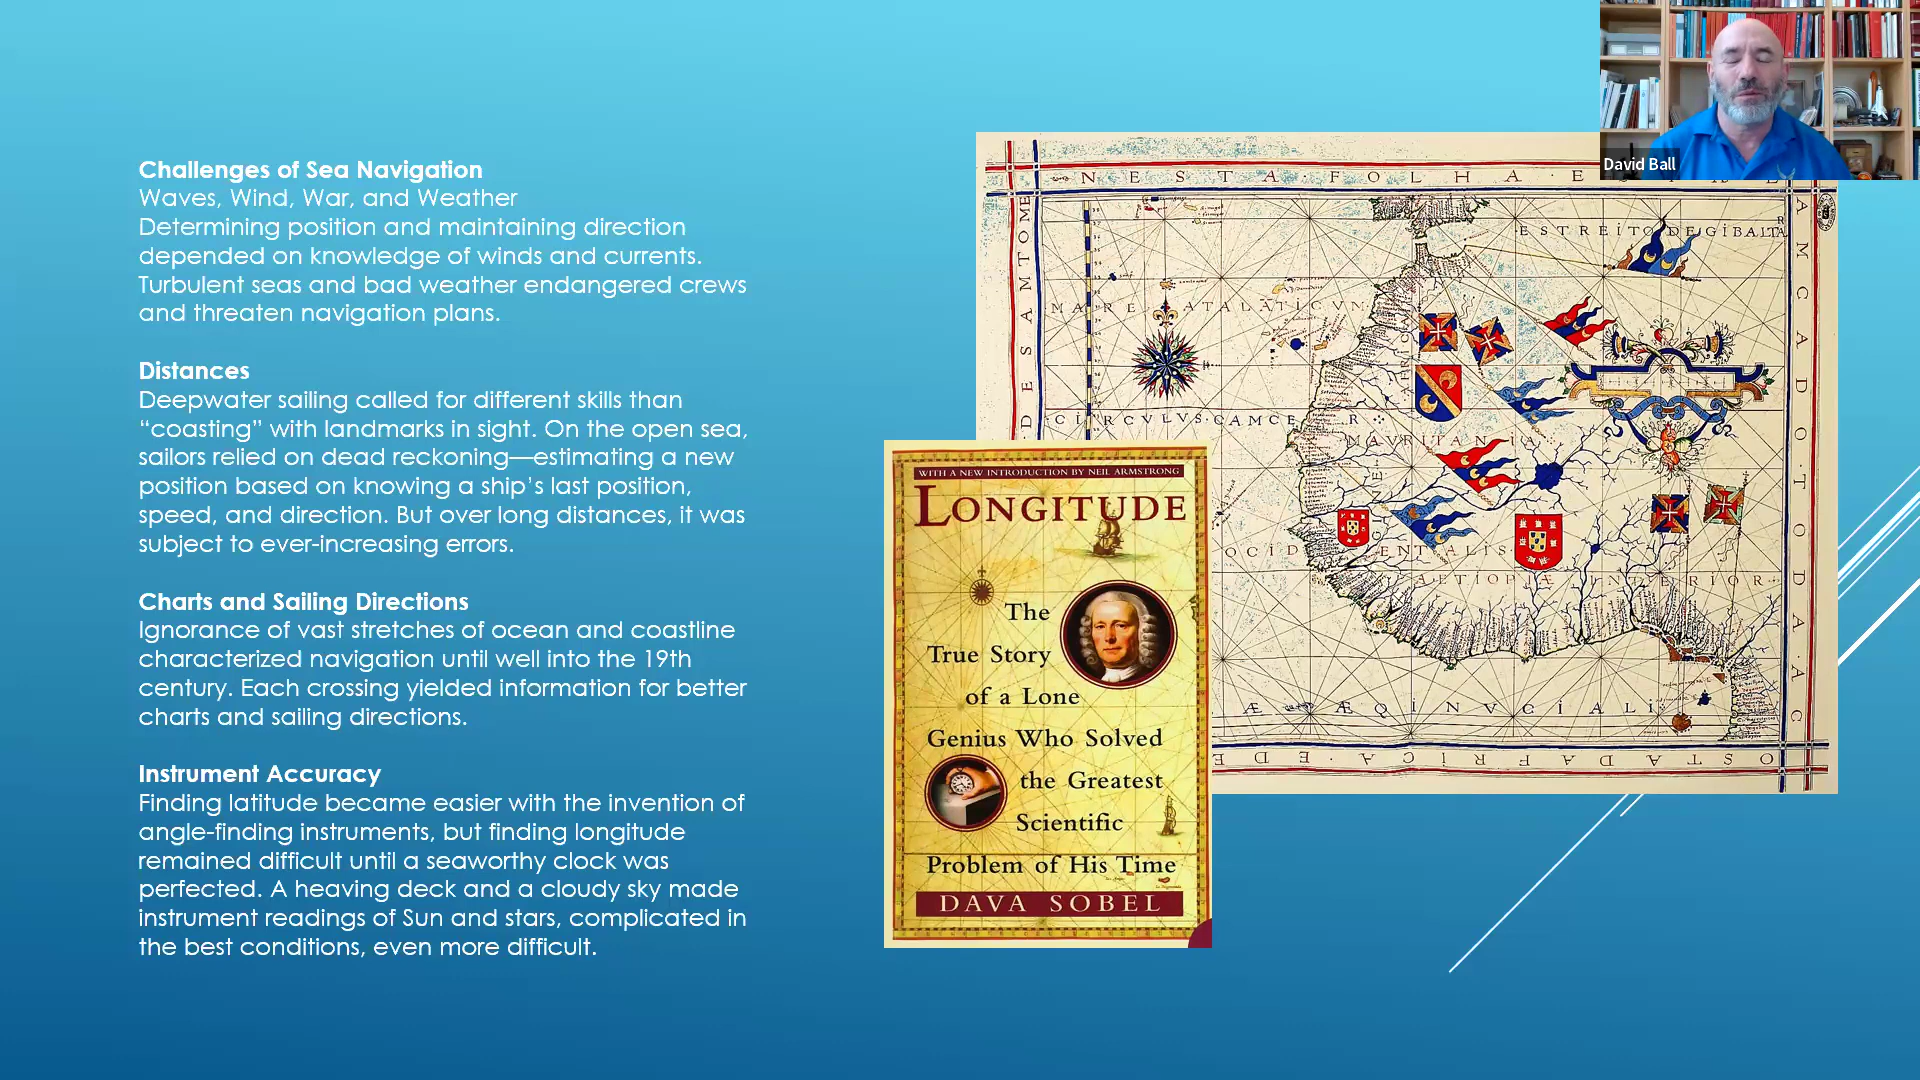 Challenges of Sea Navigation
Waves, Wind, War, and Weather
Determining position and maintaining direction
depended on knowledge of winds and currents.
Turbulent seas and bad weather endangered crews
and threaten navigation plans.
Distances
Deepwater sailing called for different skills than
“coasting” with landmarks in sight. On the open sea,
sailors relied on dead reckoning—estimating a new
position based on knowing a ship’s last position,
speed, and direction. But over long distances, it was
subject to ever-increasing errors.
Charts and Sailing Directions
Ignorance of vast stretches of ocean and coastline
characterized navigation until well into the 19th
century. Each crossing yielded information for better
charts and sailing directions.
Instrument Accuracy
Finding latitude became easier with the invention of
angle-finding instruments, but finding longitude
remained difficult until a seaworthy clock was
perfected. A heaving deck and a cloudy sky made
instrument readings of Sun and stars, complicated in
the best conditions, even more difficult.
WITH A NEW INTRODUCTION BY NEIL ARMSTRONG
LONGITUDE
The
True Story
of a Lone
Genius Who Solved
the Greatest
Scientific
Problem of His Time
DAVA SOBEL
NESTA·FOLHA
ESTREITO DE GIBALTA
MARE ATALATICVN
CIRCVLVS·CAMCER
MAVRITANIA
OCIDENTALIS
AETIOPIÆ INTERIOR
David Ball